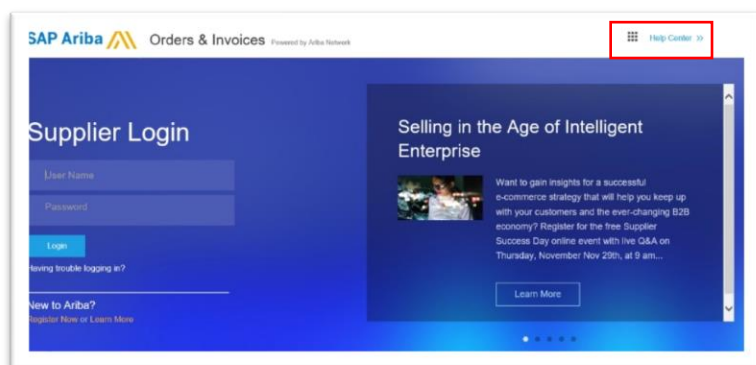 SAP Ariba Orders & Invoices Powered by Ariba Network
Help Center »
Supplier Login
User Name
Password
Login
Having trouble logging in?
New to Ariba?
Register Now or Learn More
Selling in the Age of Intelligent
Enterprise
Want to gain insights for a successful
e-commerce strategy that will help you keep up
with your customers and the ever-changing B2B
economy? Register for the free Supplier
Success Day online event with live Q&A on
Thursday, November Nov 29th, at 9 am...
Learn More